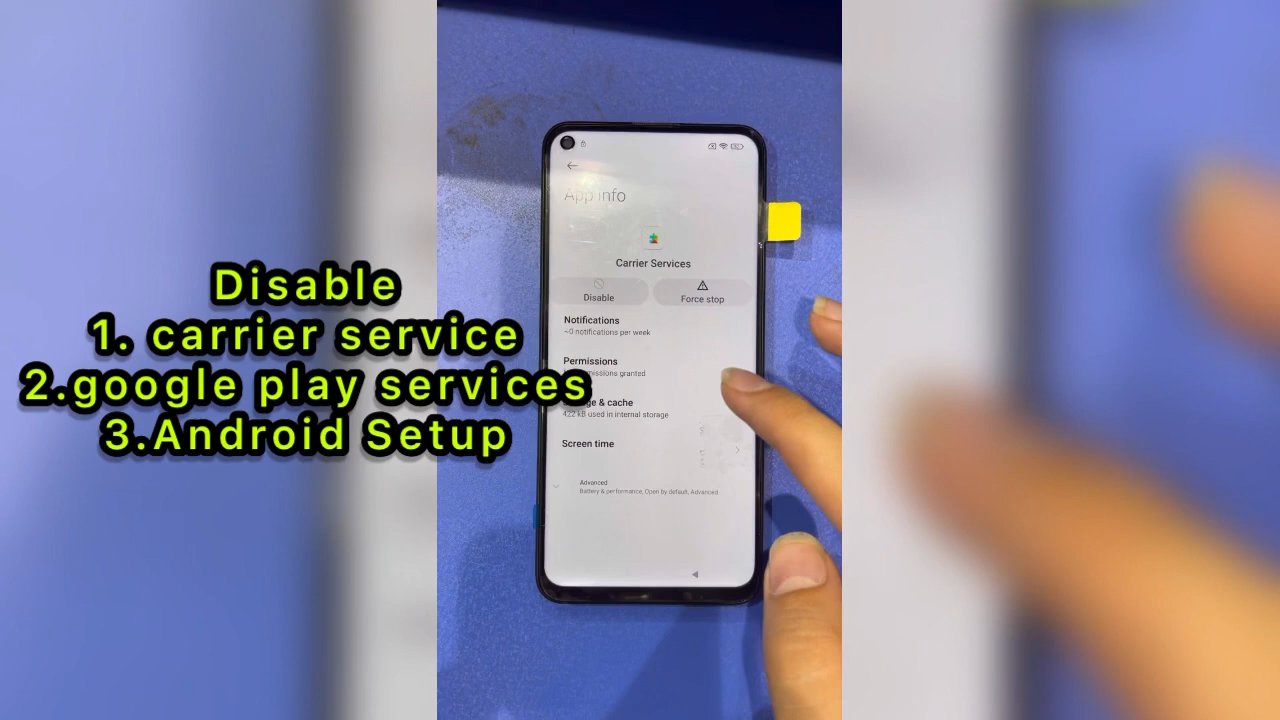 Disable
1. carrier service
2.google play services
3.Android Setup
App info
Carrier Services
Disable
Force stop
Notifications
~0 notifications per week
Permissions
missions granted
& cache
422 kB used in internal storage
Screen time
Advanced
Battery & performance, Open by default, Advanced